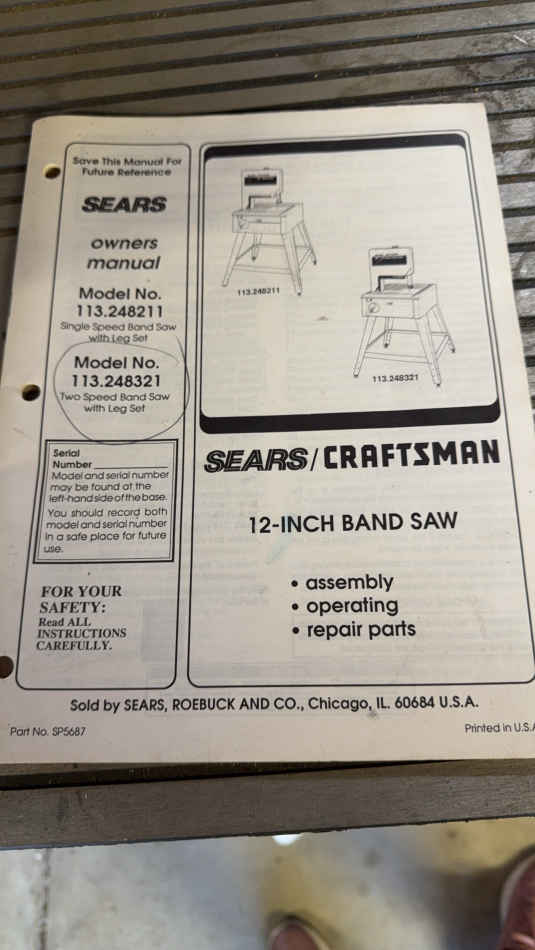 Save This Manual For
Future Reference
SEARS
owners
manual
Model No.
113.248211
Single Speed Band Saw
with Leg Set
Model No.
113.248321
Two Speed Band Saw
with Leg Set
Serial
Number
Model and serial number
may be found at the
left-hand side of the base.
You should record both
model and serial number
in a safe place for future
use.
FOR YOUR
SAFETY:
Read ALL
INSTRUCTIONS
CAREFULLY.
113.248211
113.248321
SEARS/CRAFTSMAN
12-INCH BAND SAW
• assembly
• operating
• repair parts
Sold by SEARS, ROEBUCK AND CO., Chicago, IL. 60684 U.S.A.
Part No. SP5687
Printed in U.S.A